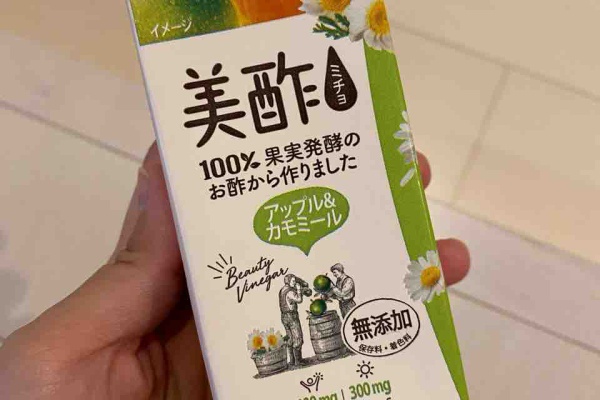 イメージ
美酢
ミチョ
100% 果実発酵の
お酢から作りました
アップル&
カモミール
Beauty
Vinegar
無添加
保存料・着色料
300mg